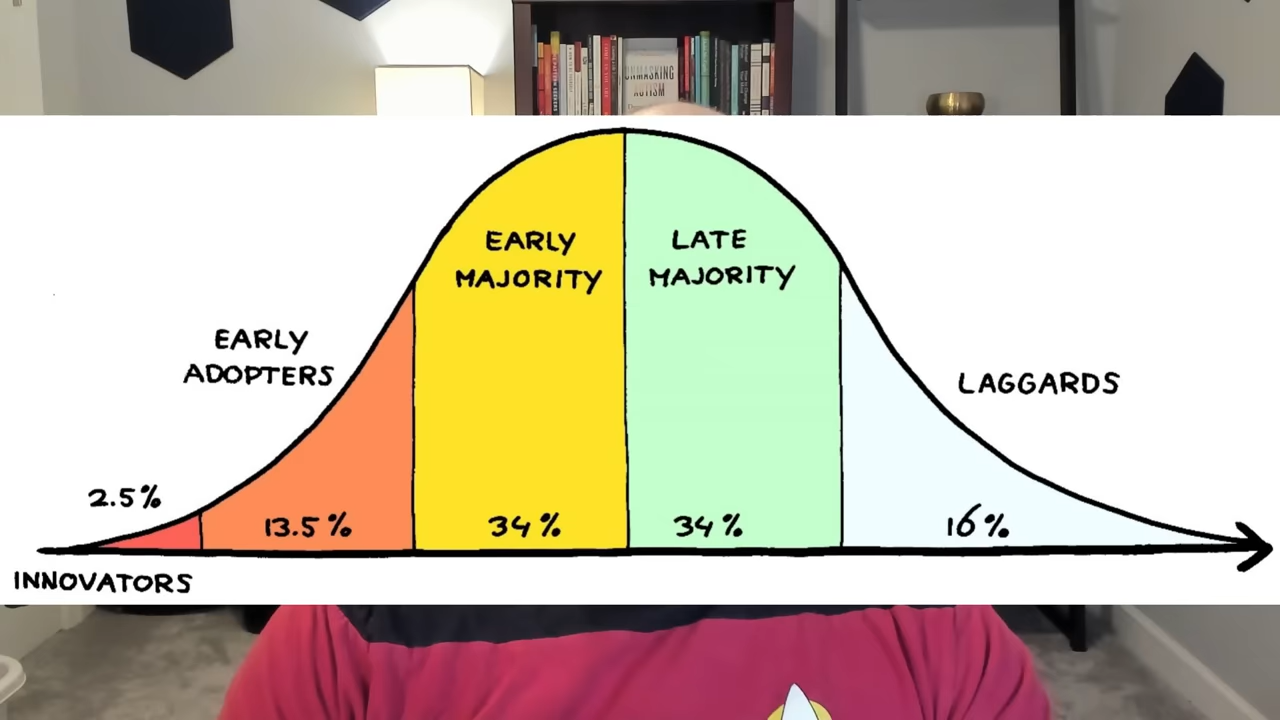 UNMASKING
AUTISM
EARLY
MAJORITY
LATE
MAJORITY
EARLY
ADOPTERS
LAGGARDS
2.5%
13.5%
34%
34%
16%
INNOVATORS